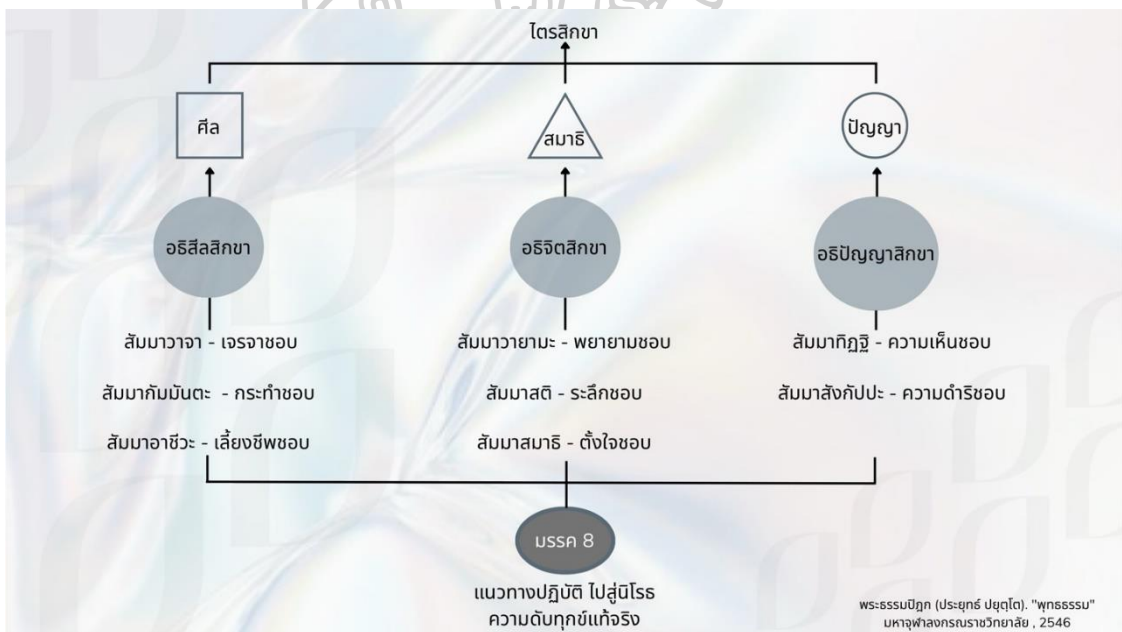 ไตรสิกขา
ศีล
สมาธิ
ปัญญา
อธิสีลสิกขา
อธิจิตสิกขา
อธิปัญญาสิกขา
สัมมาวาจา - เจรจาชอบ
สัมมาวายามะ - พยายามชอบ
สัมมาทิฏฐิ - ความเห็นชอบ
สัมมากัมมันตะ - กระทำชอบ
สัมมาสติ - ระลึกชอบ
สัมมาสังกัปปะ - ความดำริชอบ
สัมมาอาชีวะ - เลี้ยงชีพชอบ
สัมมาสมาธิ - ตั้งใจชอบ
มรรค 8
แนวทางปฏิบัติ ไปสู่นิโรธ
ความดับทุกข์แท้จริง
พระธรรมปิฎก (ประยุกธ์ ปยุตฺโต). "พุทธธรรม"
มหาจุฬาลงกรณราชวิทยาลัย , 2546